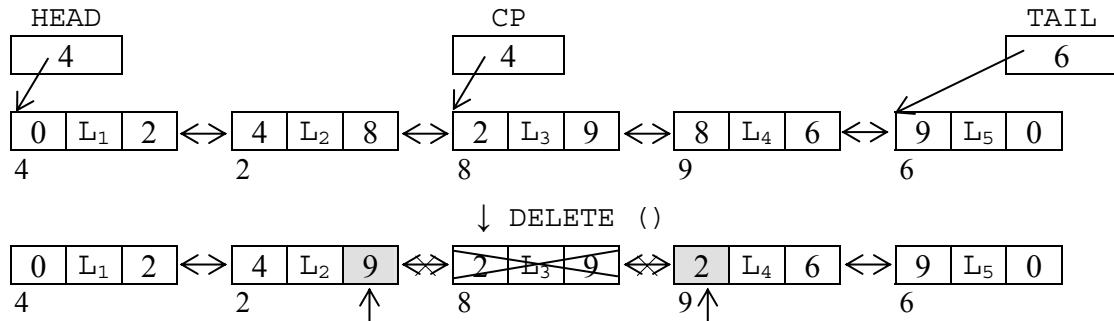 HEAD CP TAIL
4 4 6
0 L₁ 2 4 L₂ 8 2 L₃ 9 8 L₄ 6 9 L₅ 0
4 2 8 9 6
↓ DELETE ()
0 L₁ 2 4 L₂ 9 2 L₃ 9 2 L₄ 6 9 L₅ 0
4 2 8 9 6